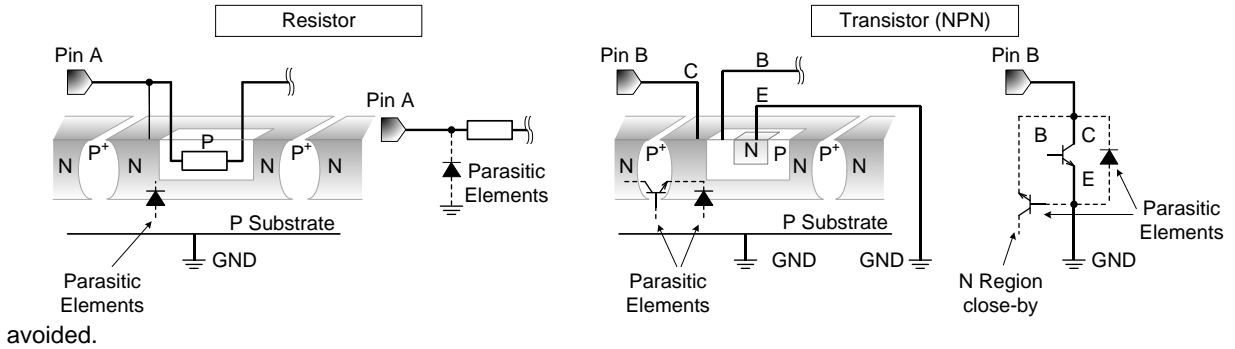 Resistor
Transistor (NPN)
Pin A
Pin B
Pin B
C
B
E
Pin A
B
C
E
N
P+
N
P
N
P+
N
N
P+
N
P
N
P+
N
Parasitic
Elements
P Substrate
P Substrate
Parasitic
Elements
GND
GND
GND
GND
Parasitic
Elements
Parasitic
Elements
N Region
close-by
avoided.